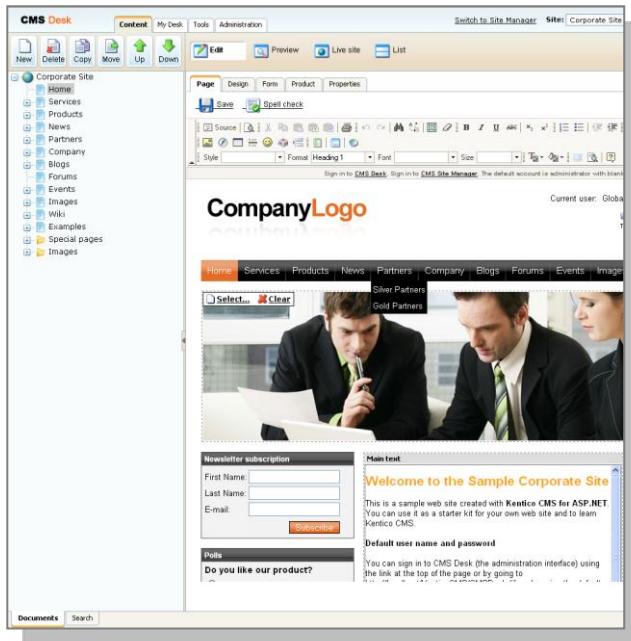 CMS Desk
Content My Desk Tools Administration
Switch to Site Manager Site: Corporate Site
New Delete Copy Move Up Down
Edit Preview Live site List
Corporate Site
Home
Services
Products
News
Partners
Company
Blogs
Forums
Events
Images
Wiki
Examples
Special pages
Images
Page Design Form Product Properties
Save Spell check
Source
Style Format Heading 1 Font Size
Sign in to CMS Desk. Sign in to CMS Site Manager. The default account is administrator with blank
CompanyLogo
Current user: Globa
Home Services Products News Partners Company Blogs Forums Events Image
Silver Partners
Gold Partners
Select... Clear
Newsletter subscription
First Name:
Last Name:
E-mail:
Subscribe
Polls
Do you like our product?
Main text
Welcome to the Sample Corporate Site
This is a sample web site created with Kentico CMS for ASP.NET.
You can use it as a starter kit for your own web site and to learn
Kentico CMS.
Default user name and password
You can sign in to CMS Desk (the administration interface) using
the link at the top of the page or by going to
Documents Search